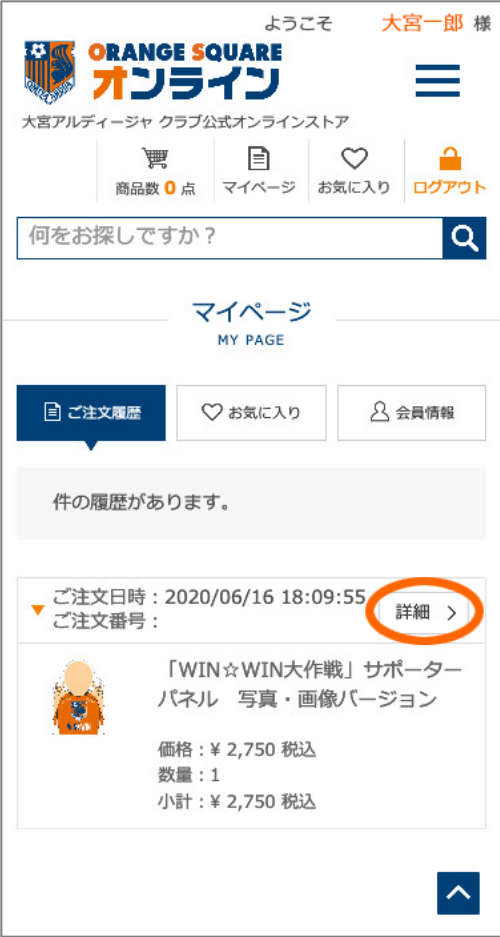 ようこそ 大宮一郎 様
ORANGE SQUARE
オンライン
大宮アルディージャ クラブ公式オンラインストア
商品数 0 点 マイページ お気に入り ログアウト
何をお探しですか？
マイページ
MY PAGE
ご注文履歴 お気に入り 会員情報
件の履歴があります。
ご注文日時：2020/06/16 18:09:55
ご注文番号：
詳細
「WIN☆WIN大作戦」サポーター
パネル　写真・画像バージョン
価格：¥ 2,750 税込
数量：1
小計：¥ 2,750 税込